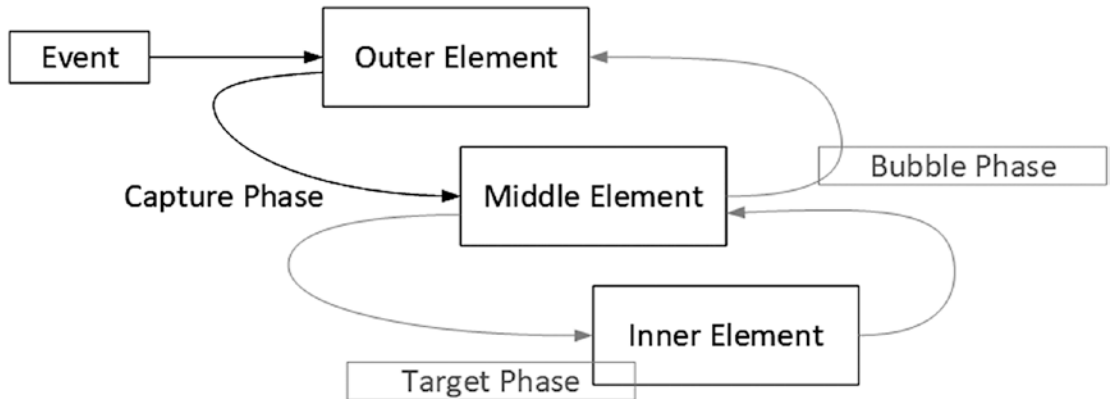 Event
Outer Element
Capture Phase
Middle Element
Bubble Phase
Inner Element
Target Phase